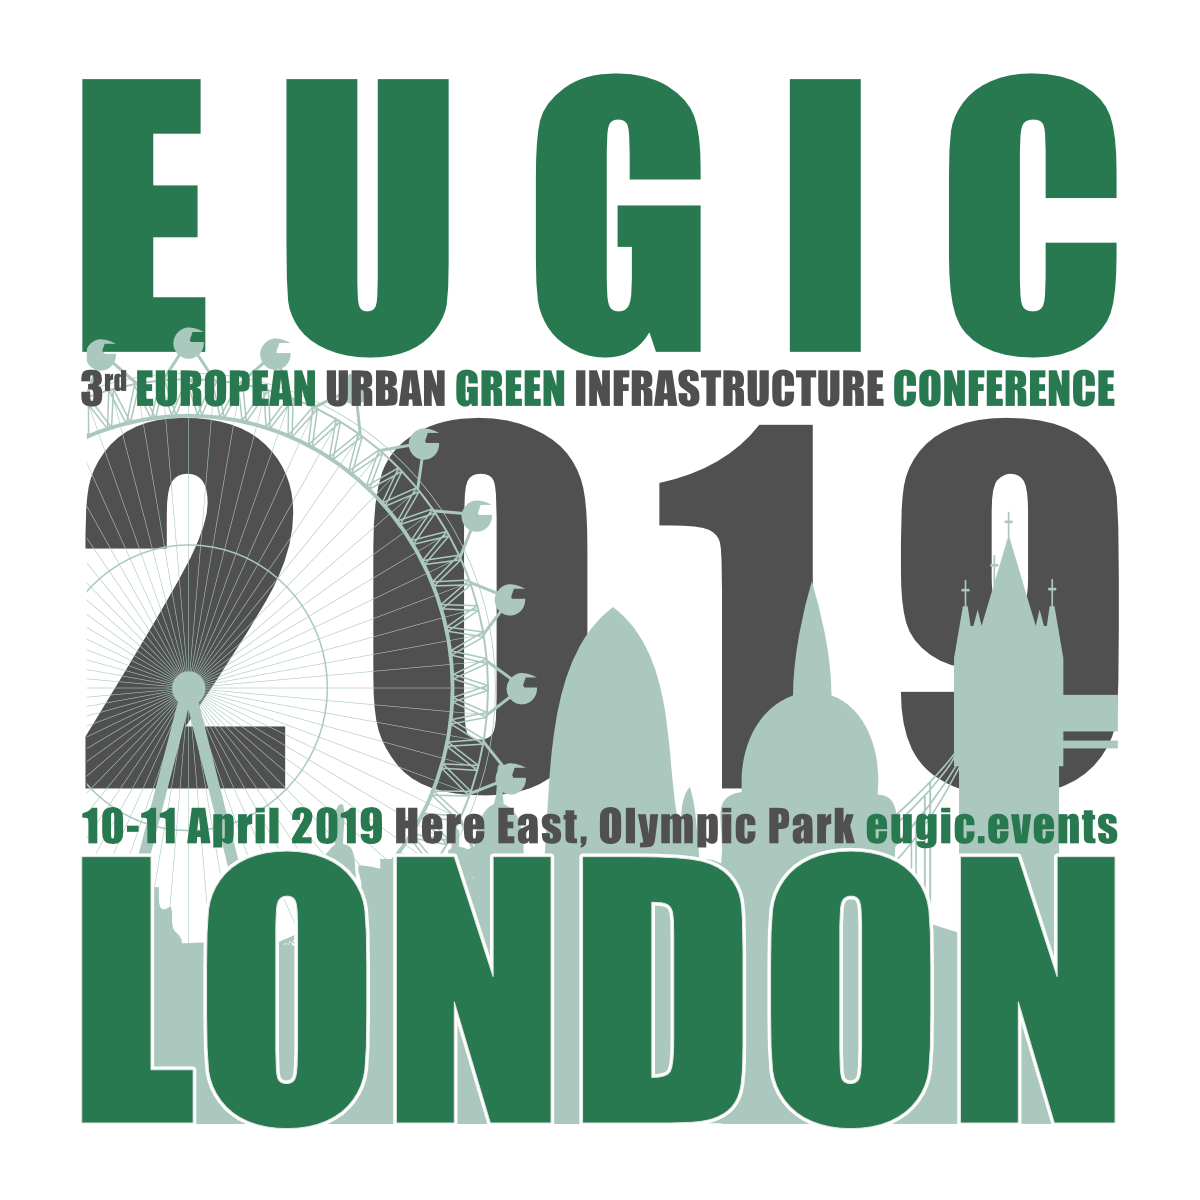 EUGIC
3rd EUROPEAN URBAN GREEN INFRASTRUCTURE CONFERENCE
2019
10-11 April 2019 Here East, Olympic Park eugic.events
LONDON